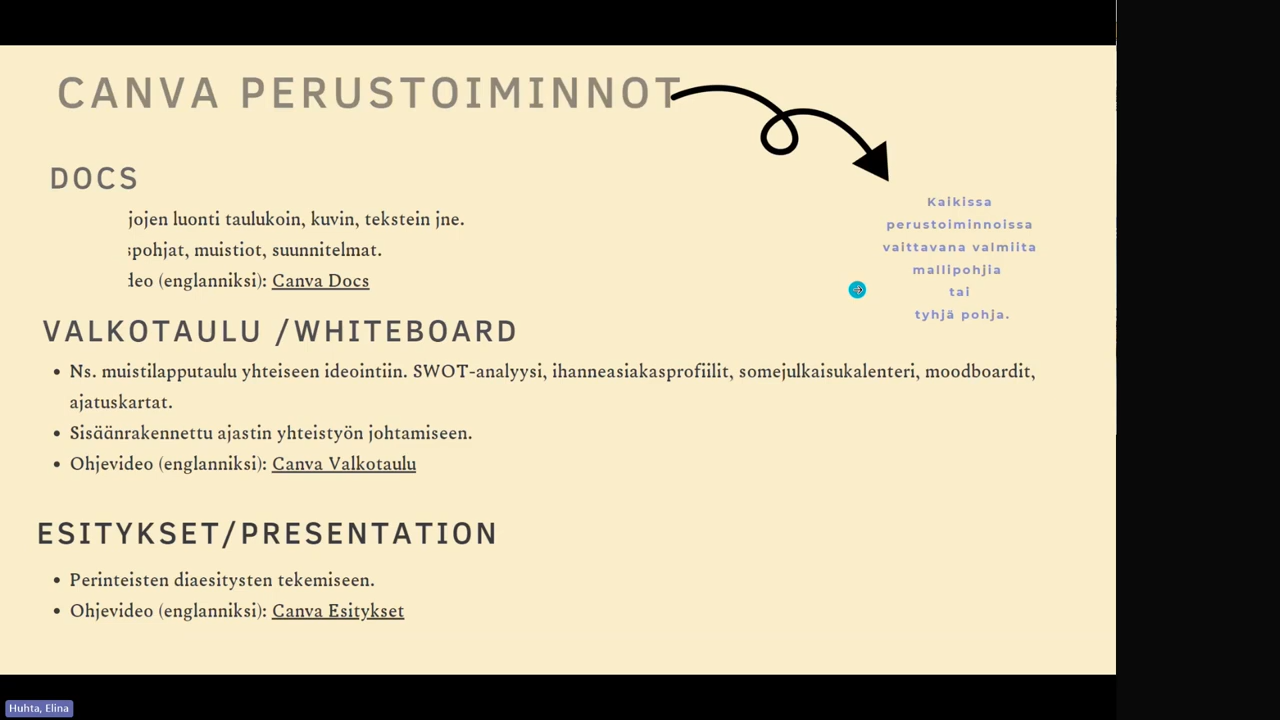 CANVA PERUSTOIMINNOT
DOCS
jojen luonti taulukoin, kuvin, tekstein jne.
spohjat, muistiot, suunnitelmat.
deo (englanniksi): Canva Docs
Kaikissa
perustoiminnoissa
vaittavana valmiita
mallipohjia
tai
tyhjä pohja.
VALKOTAULU /WHITEBOARD
• Ns. muistilapputaulu yhteiseen ideointiin. SWOT-analyysi, ihanneasiakasprofiilit, somejulkaisukalenteri, moodboardit,
ajatuskartat.
• Sisäänrakennettu ajastin yhteistyön johtamiseen.
• Ohjevideo (englanniksi): Canva Valkotaulu
ESITYKSET/PRESENTATION
• Perinteisten diaesitysten tekemiseen.
• Ohjevideo (englanniksi): Canva Esitykset
Huhta, Elina